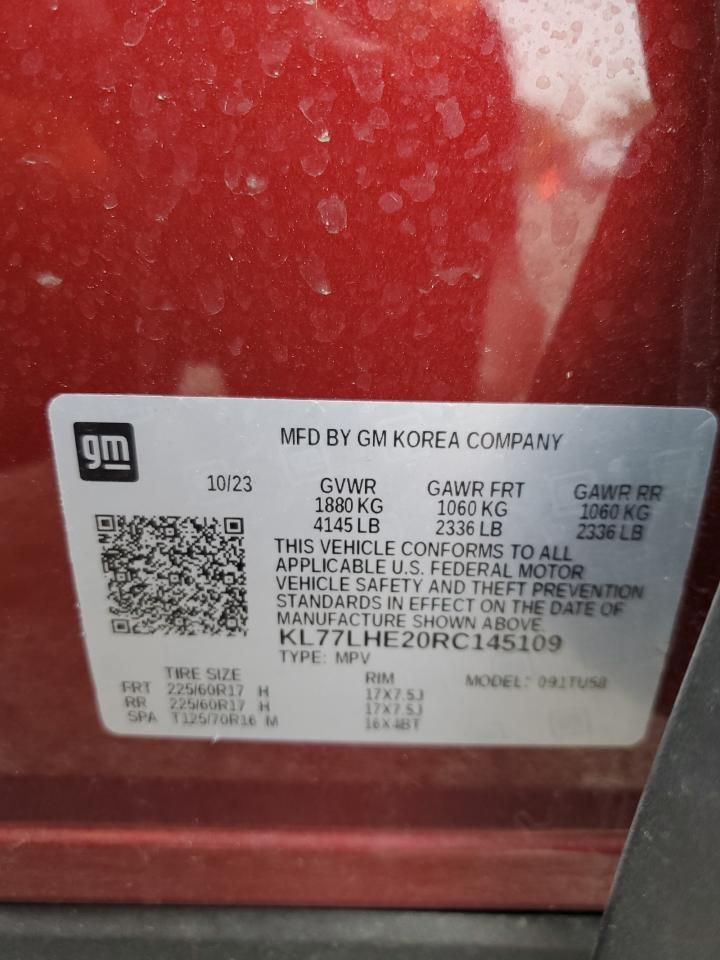 gm
MFD BY GM KOREA COMPANY
10/23 GVWR GAWR FRT GAWR RR
1880 KG 1060 KG 1060 KG
4145 LB 2336 LB 2336 LB
THIS VEHICLE CONFORMS TO ALL
APPLICABLE U.S. FEDERAL MOTOR
VEHICLE SAFETY AND THEFT PREVENTION
STANDARDS IN EFFECT ON THE DATE OF
MANUFACTURE SHOWN ABOVE
KL77LHE20RC145109
TYPE: MPV
TIRE SIZE RIM MODEL: 091TU58
FRT 225/60R17 H 17X7.5J
RR 225/60R17 H 17X7.5J
SPA T125/70R16 M 16X4BT